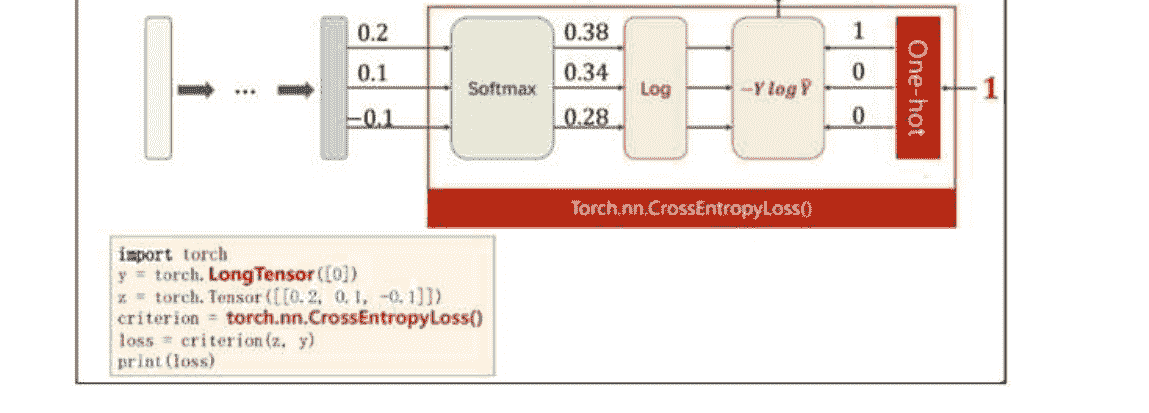 0.2
0.38
1
0.1
0.34
0
Softmax
Log
-Y log Ŷ
One-hot
1
-0.1
0.28
0
...
Torch.nn.CrossEntropyLoss()
import torch
y = torch.LongTensor([0])
z = torch.Tensor([[0.2, 0.1, -0.1]])
criterion = torch.nn.CrossEntropyLoss()
loss = criterion(z, y)
print(loss)